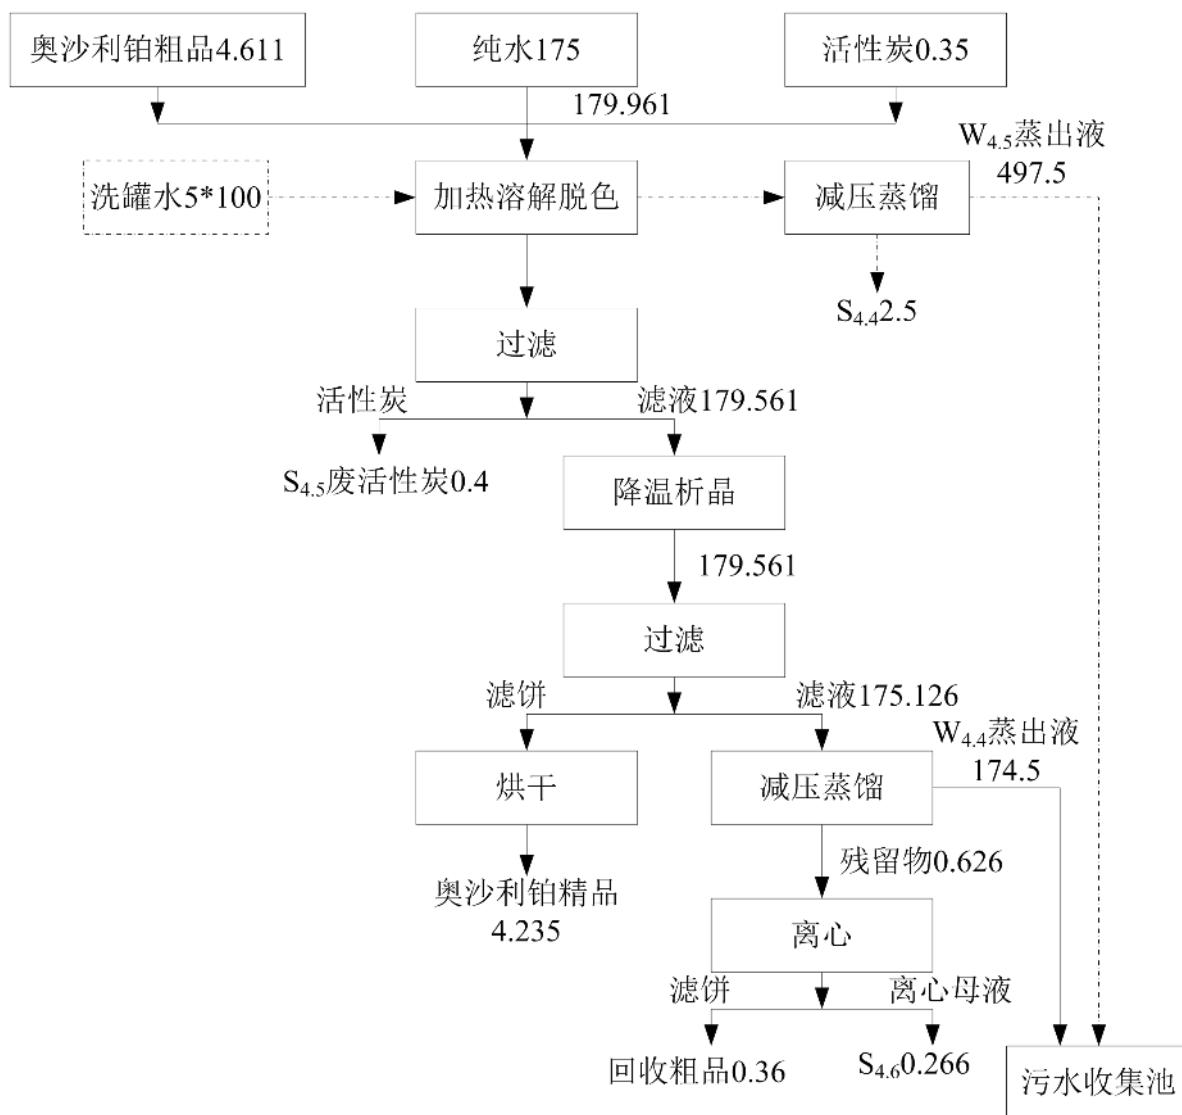 奥沙利铂粗品4.611
纯水175
活性炭0.35
179.961
W4.5蒸出液
497.5
洗罐水5*100
加热溶解脱色
减压蒸馏
S4.42.5
过滤
活性炭
滤液179.561
S4.5废活性炭0.4
降温析晶
179.561
过滤
滤饼
滤液175.126
W4.4蒸出液
174.5
烘干
减压蒸馏
残留物0.626
奥沙利铂精品
4.235
离心
滤饼
离心母液
回收粗品0.36
S4.60.266
污水收集池